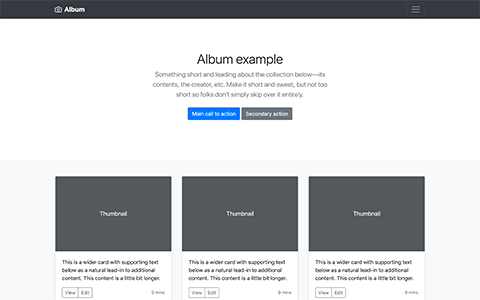 Album
Album example
Something short and leading about the collection below—its
contents, the creator, etc. Make it short and sweet, but not too
short so folks don't simply skip over it entirely.
Main call to action Secondary action
Thumbnail Thumbnail Thumbnail
This is a wider card with supporting text
below as a natural lead-in to additional
content. This content is a little bit longer.
View Edit 9 mins
This is a wider card with supporting text
below as a natural lead-in to additional
content. This content is a little bit longer.
View Edit 9 mins
This is a wider card with supporting text
below as a natural lead-in to additional
content. This content is a little bit longer.
View Edit 9 mins